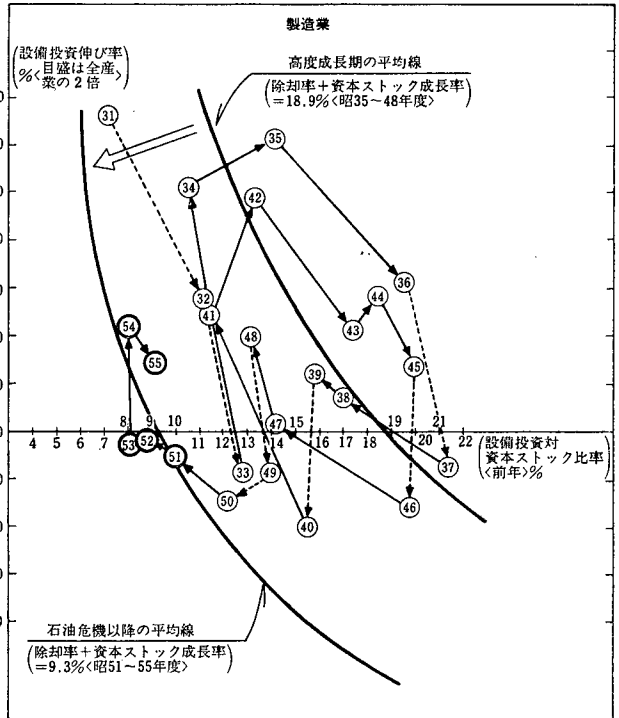 製造業
(設備投資伸び率
%<目盛は全産
業の2倍>)
高度成長期の平均線
(除却率+資本ストック成長率)
=18.9%<昭35~48年度>
31
35
34
42
36
32
41
44
43
54
48
55
45
39
38
47
8 9 10 15 19 21
4 5 6 7 11 12 13 14 16 17 18 20 22
53
52
51
33
49
37
50
46
40
(設備投資対
資本ストック比率
<前年>%)
石油危機以降の平均線
(除却率+資本ストック成長率)
=9.3%<昭51~55年度>